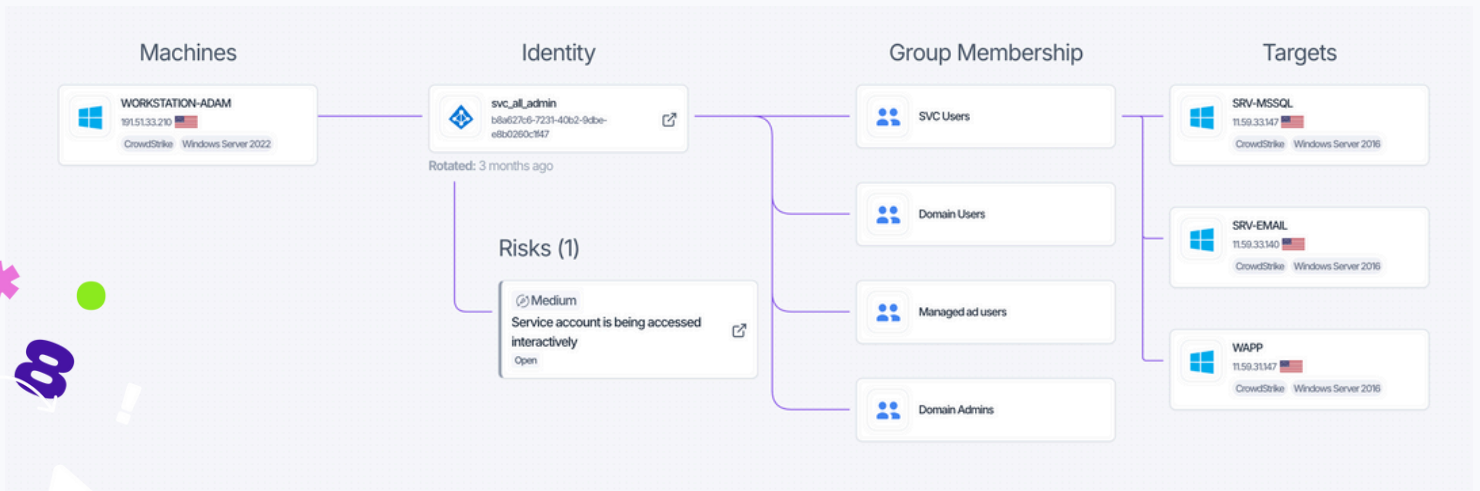 Machines
Identity
Group Membership
Targets
WORKSTATION-ADAM
191.51.33.210
CrowdStrike Windows Server 2022
svc_all_admin
b8a627c6-7231-40b2-9dbe-
e8b0260c1f47
Rotated: 3 months ago
Risks (1)
Medium
Service account is being accessed
interactively
Open
SVC Users
Domain Users
Managed ad users
Domain Admins
SRV-MSSQL
11.59.33.147
CrowdStrike Windows Server 2016
SRV-EMAIL
11.59.33.140
CrowdStrike Windows Server 2016
WAPP
11.59.31.147
CrowdStrike Windows Server 2016